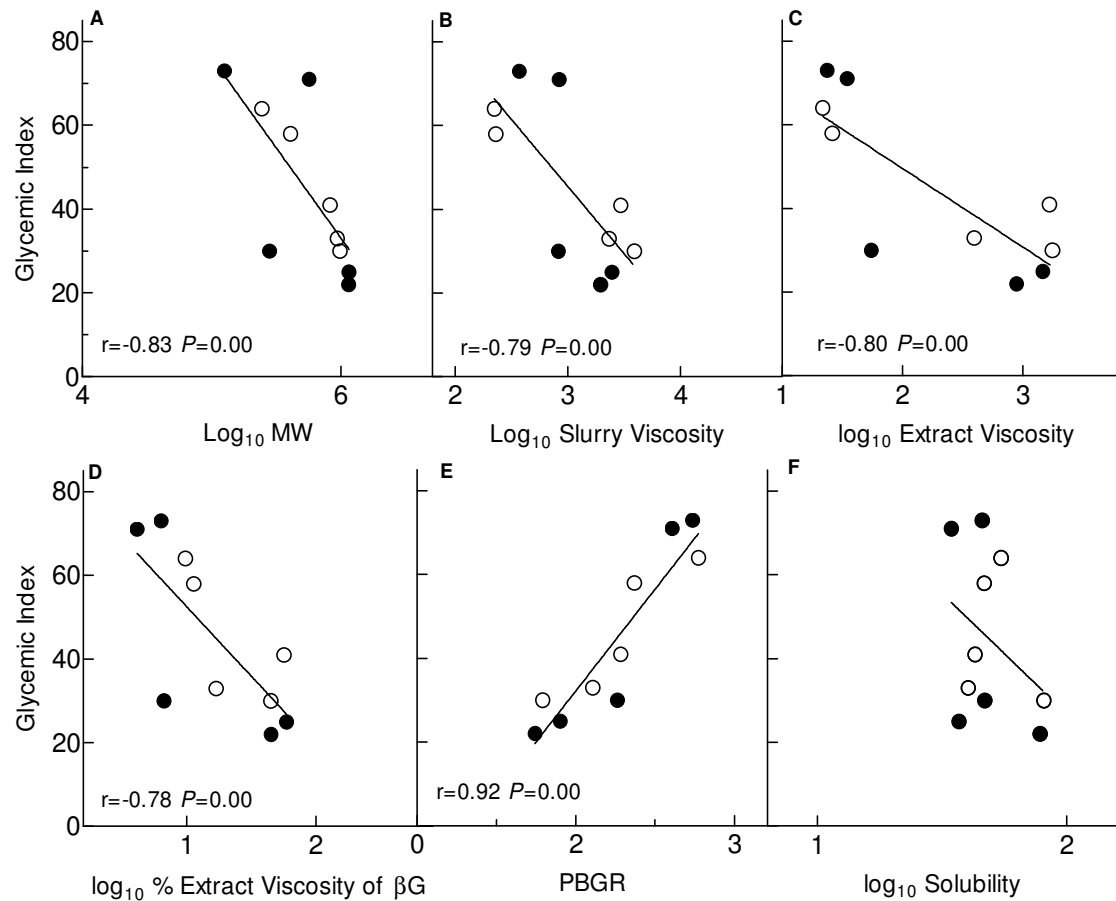 A
B
C
80
60
40
20
0
Glycemic Index
r=-0.83 P=0.00
r=-0.79 P=0.00
r=-0.80 P=0.00
4 6
2 3 4
1 2 3
Log10 MW
Log10 Slurry Viscosity
log10 Extract Viscosity
D
E
F
80
60
40
20
0
Glycemic Index
r=-0.78 P=0.00
r=0.92 P=0.00
1 2
0 2 3
1 2
log10 % Extract Viscosity of βG
PBGR
log10 Solubility